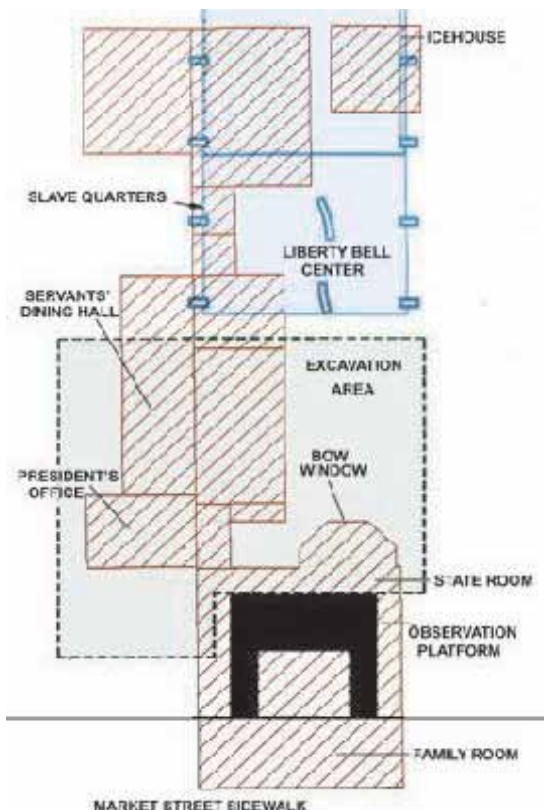 ICEHOUSE
SLAVE QUARTERS
LIBERTY BELL
CENTER
SERVANTS'
DINING HALL
EXCAVATION
AREA
BOW
WINDOW
PRESIDENT'S
OFFICE
STATE ROOM
OBSERVATION
PLATFORM
FAMILY ROOM
MARKET STREET SIDEWALK